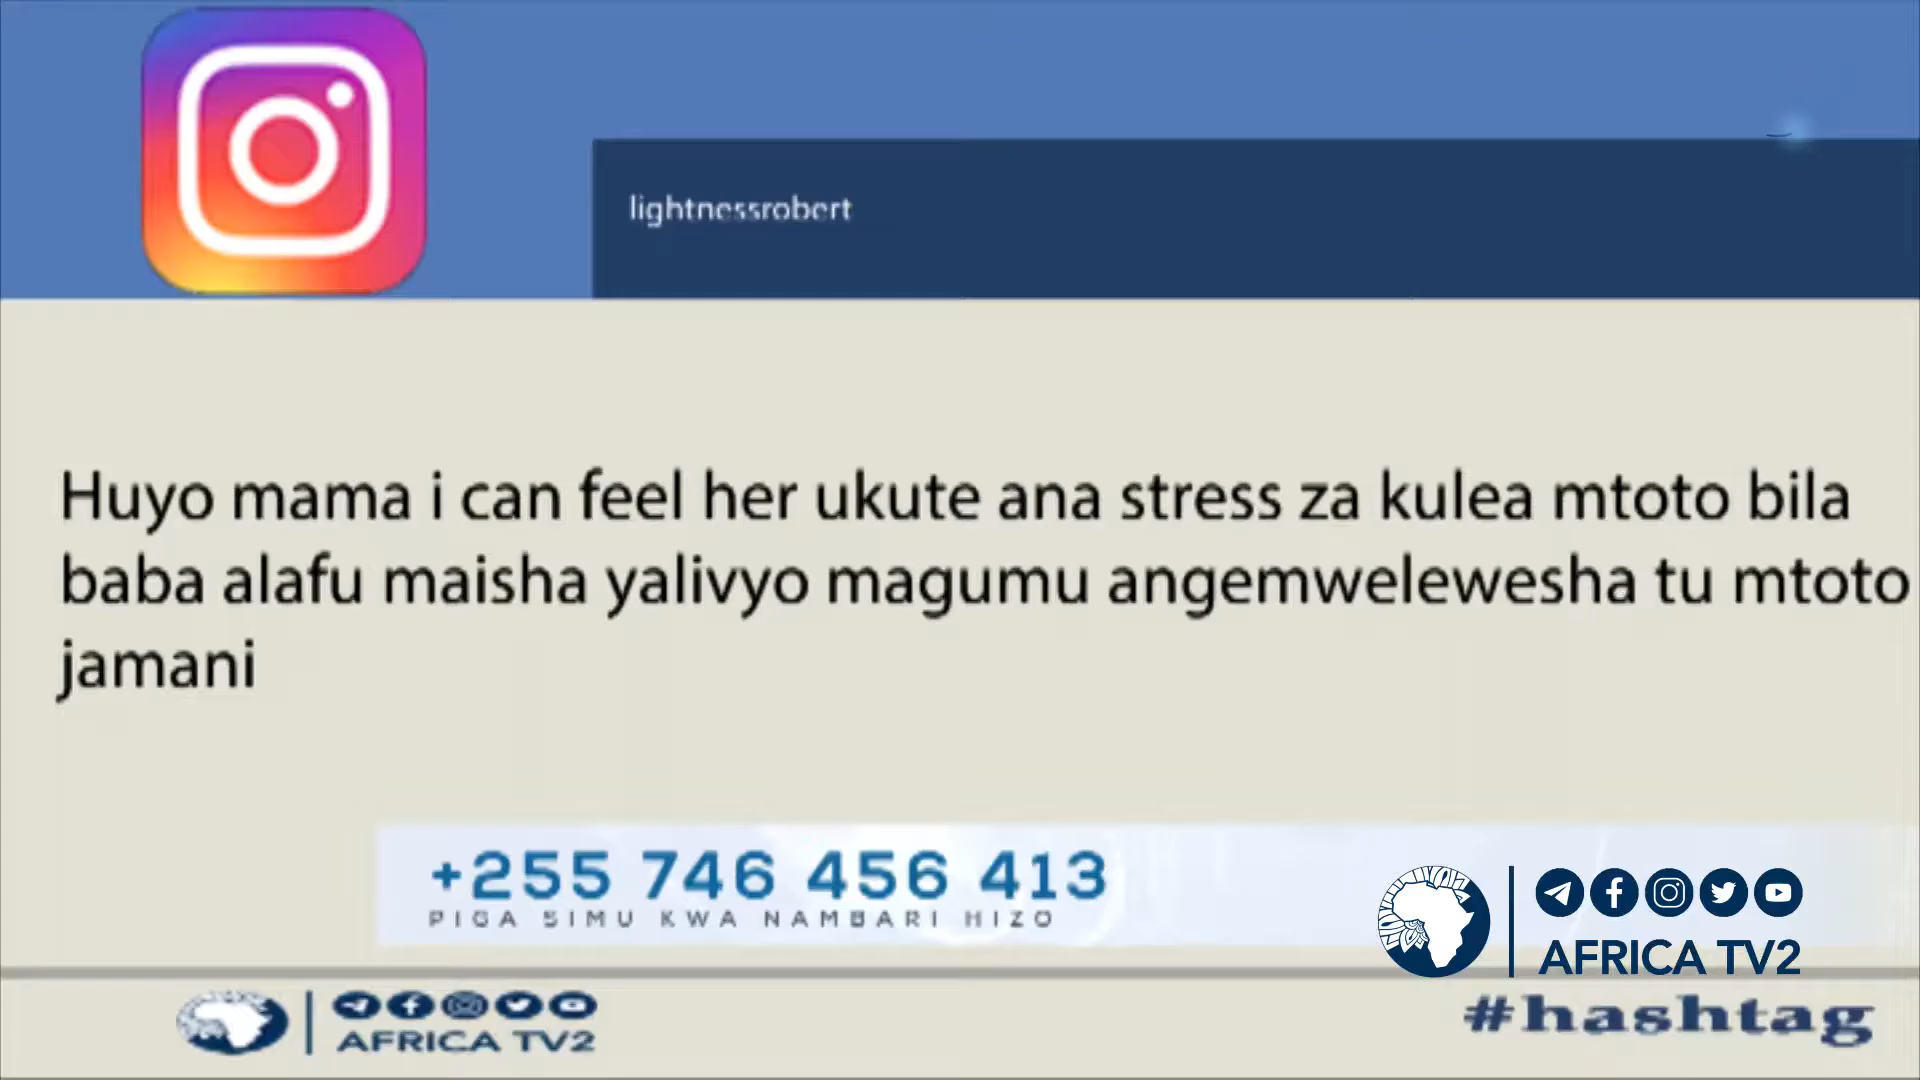 lightnessrobert
Huyo mama i can feel her ukute ana stress za kulea mtoto bila
baba alafu maisha yalivyo magumu angemwelewesha tu mtoto
jamani
+255 746 456 413
PIGA SIMU KWA NAMBARI HIZO
AFRICA TV2
AFRICA TV2
#hashtag